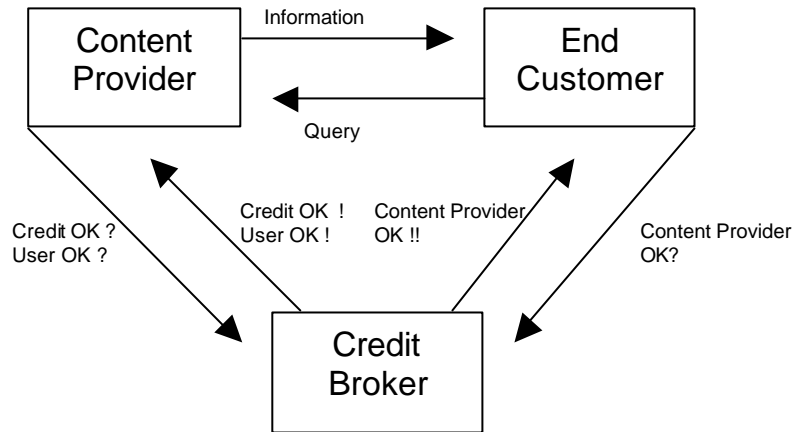 Information
Content
Provider
End
Customer
Query
Credit OK ?
User OK ?
Credit OK !
User OK !
Content Provider
OK !!
Content Provider
OK?
Credit
Broker